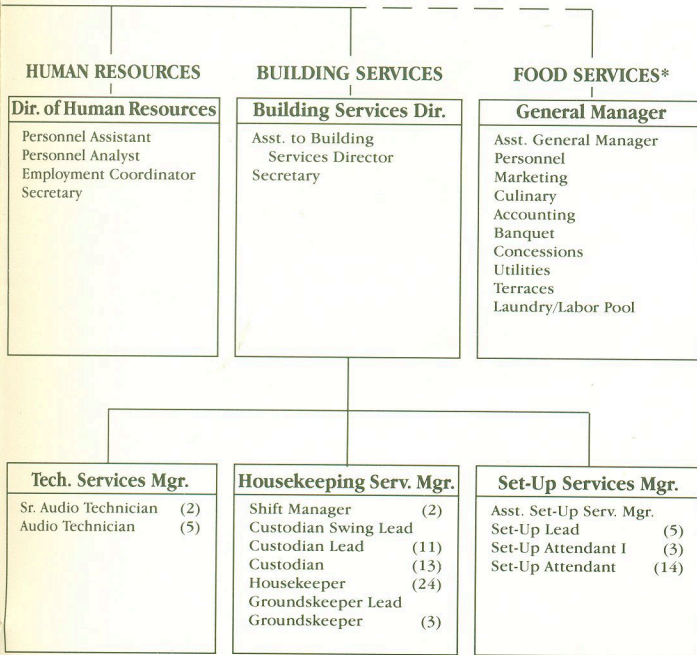 HUMAN RESOURCES
Dir. of Human Resources
Personnel Assistant
Personnel Analyst
Employment Coordinator
Secretary
BUILDING SERVICES
Building Services Dir.
Asst. to Building
Services Director
Secretary
FOOD SERVICES*
General Manager
Asst. General Manager
Personnel
Marketing
Culinary
Accounting
Banquet
Concessions
Utilities
Terraces
Laundry/Labor Pool
Tech. Services Mgr.
Sr. Audio Technician (2)
Audio Technician (5)
Housekeeping Serv. Mgr.
Shift Manager (2)
Custodian Swing Lead
Custodian Lead (11)
Custodian (13)
Housekeeper (24)
Groundskeeper Lead
Groundskeeper (3)
Set-Up Services Mgr.
Asst. Set-Up Serv. Mgr.
Set-Up Lead (5)
Set-Up Attendant I (3)
Set-Up Attendant (14)